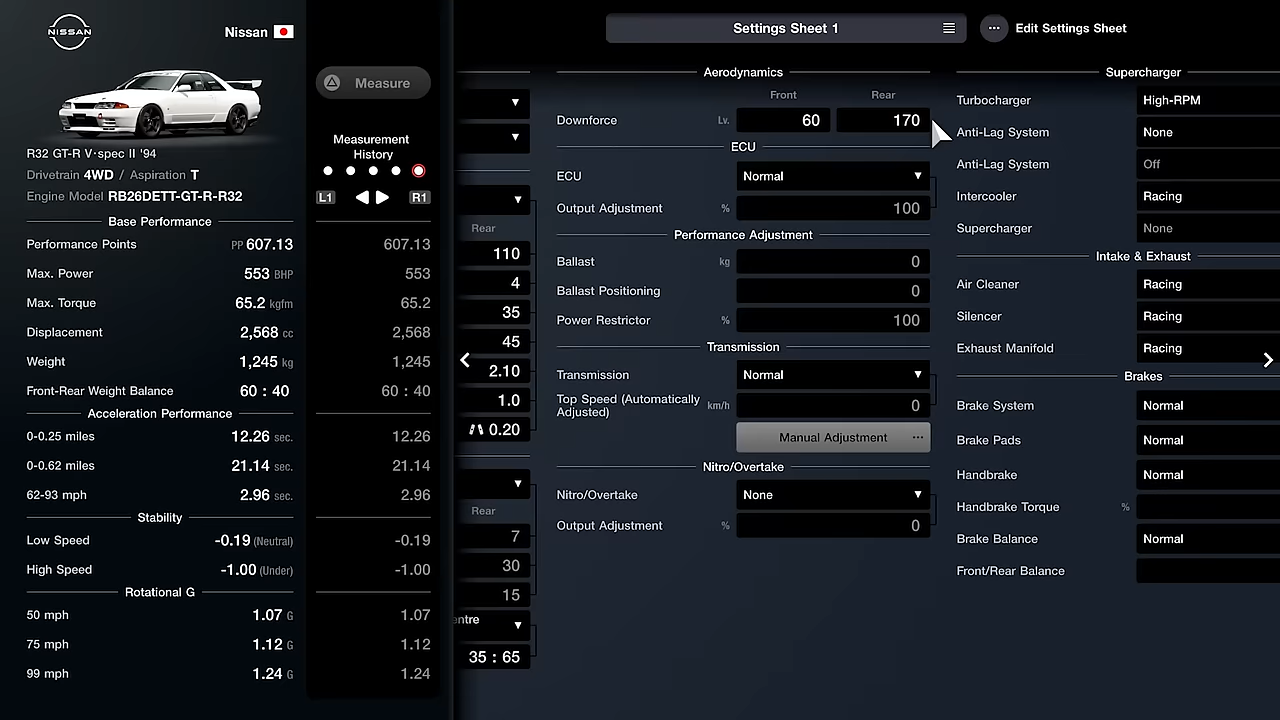 NISSAN
Nissan
R32 GT-R V·spec II '94
Drivetrain 4WD / Aspiration T
Engine Model RB26DETT-GT-R-R32
Base Performance
Performance Points PP 607.13
Max. Power 553 BHP
Max. Torque 65.2 kgfm
Displacement 2,568 cc
Weight 1,245 kg
Front-Rear Weight Balance 60 : 40
Acceleration Performance
0-0.25 miles 12.26 sec.
0-0.62 miles 21.14 sec.
62-93 mph 2.96 sec.
Stability
Low Speed -0.19 (Neutral)
High Speed -1.00 (Under)
Rotational G
50 mph 1.07 G
75 mph 1.12 G
99 mph 1.24 G
Measure
Measurement
History
L1 R1
607.13
553
65.2
2,568
1,245
60 : 40
12.26
21.14
2.96
-0.19
-1.00
1.07
1.12
1.24
Settings Sheet 1
Edit Settings Sheet
Rear
110
4
35
45
2.10
1.0
0.20
Rear
7
30
15
entre
35 : 65
Aerodynamics
Front Rear
Downforce Lv. 60 170
ECU
ECU Normal
Output Adjustment % 100
Performance Adjustment
Ballast kg 0
Ballast Positioning 0
Power Restrictor % 100
Transmission
Transmission Normal
Top Speed (Automatically
Adjusted) km/h 0
Manual Adjustment
Nitro/Overtake
Nitro/Overtake None
Output Adjustment % 0
Supercharger
Turbocharger High-RPM
Anti-Lag System None
Anti-Lag System Off
Intercooler Racing
Supercharger None
Intake & Exhaust
Air Cleaner Racing
Silencer Racing
Exhaust Manifold Racing
Brakes
Brake System Normal
Brake Pads Normal
Handbrake Normal
Handbrake Torque %
Brake Balance Normal
Front/Rear Balance